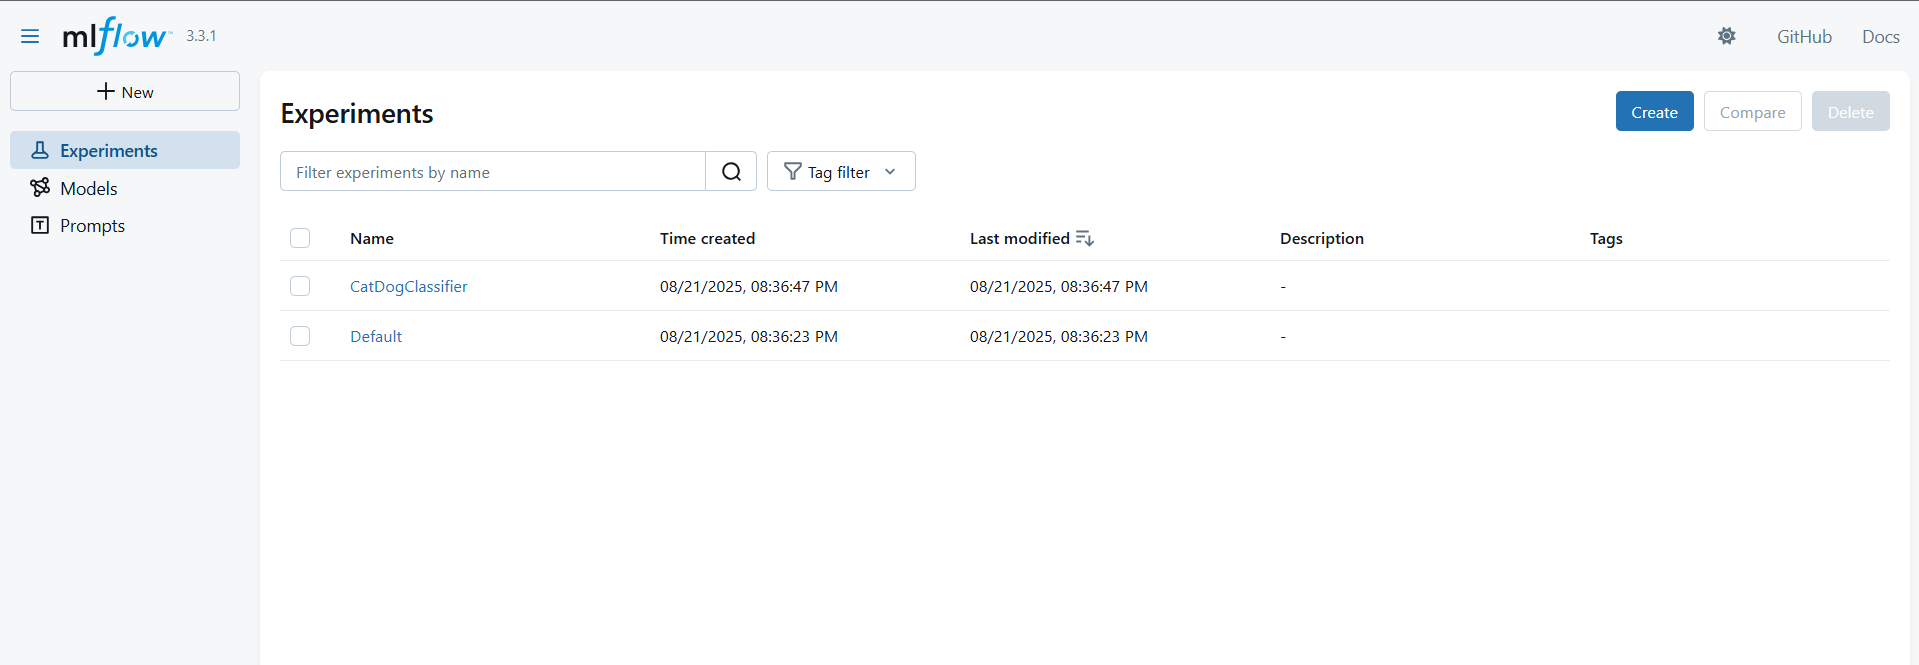 mlflow™ 3.3.1
GitHub Docs
New
Experiments
Models
Prompts
Experiments
Create Compare Delete
Filter experiments by name Tag filter
Name Time created Last modified Description Tags
CatDogClassifier 08/21/2025, 08:36:47 PM 08/21/2025, 08:36:47 PM -
Default 08/21/2025, 08:36:23 PM 08/21/2025, 08:36:23 PM -